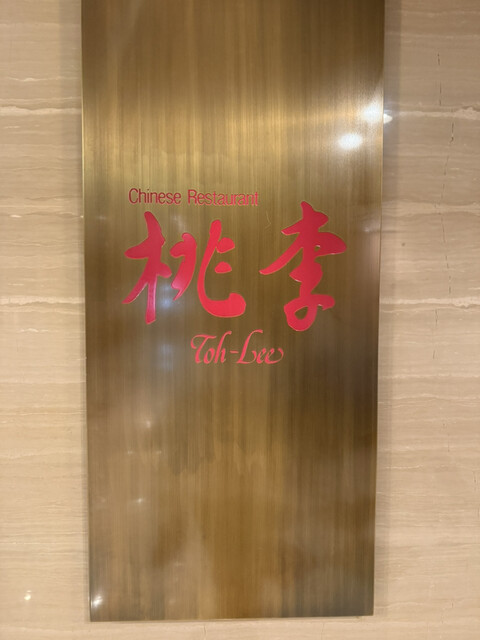 Chinese Restaurant
桃李
Toh-Lee